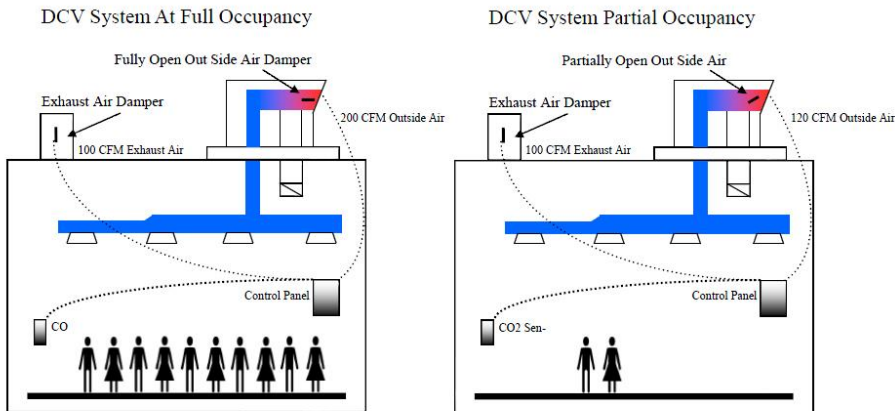 DCV System At Full Occupancy
Fully Open Out Side Air Damper
Exhaust Air Damper
200 CFM Outside Air
100 CFM Exhaust Air
Control Panel
CO
DCV System Partial Occupancy
Partially Open Out Side Air
Exhaust Air Damper
120 CFM Outside Air
100 CFM Exhaust Air
Control Panel
CO2 Sen-